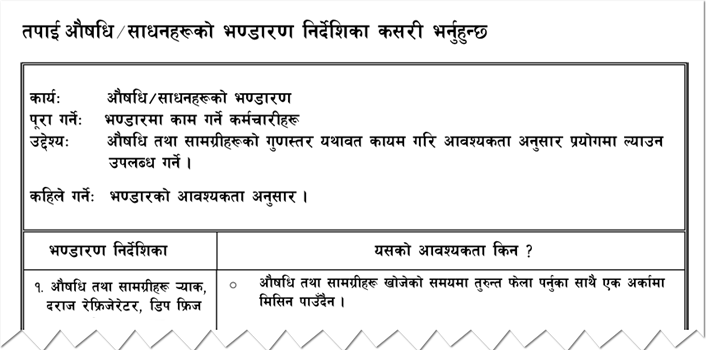 तपाई औषधि/साधनहरूको भण्डारण निर्देशिका कसरी भर्नुहुन्छ
कार्यः औषधि/साधनहरूको भण्डारण
पूरा गर्नेः भण्डारमा काम गर्ने कर्मचारीहरू
उद्देश्यः औषधि तथा सामग्रीहरूको गुणस्तर यथावत कायम गरि आवश्यकता अनुसार प्रयोगमा ल्याउन
उपलब्ध गर्ने ।
कहिले गर्नेः भण्डारको आवश्यकता अनुसार ।
भण्डारण निर्देशिका यसको आवश्यकता किन ?
१. औषधि तथा सामग्रीहरू ऱ्याक, ○ औषधि तथा सामग्रीहरू खोजेको समयमा तुरुन्त फेला पर्नुका साथै एक अर्कामा
दराज रेफ्रिजेरेटर, डिप फ्रिज मिसिन पाउँदैन ।